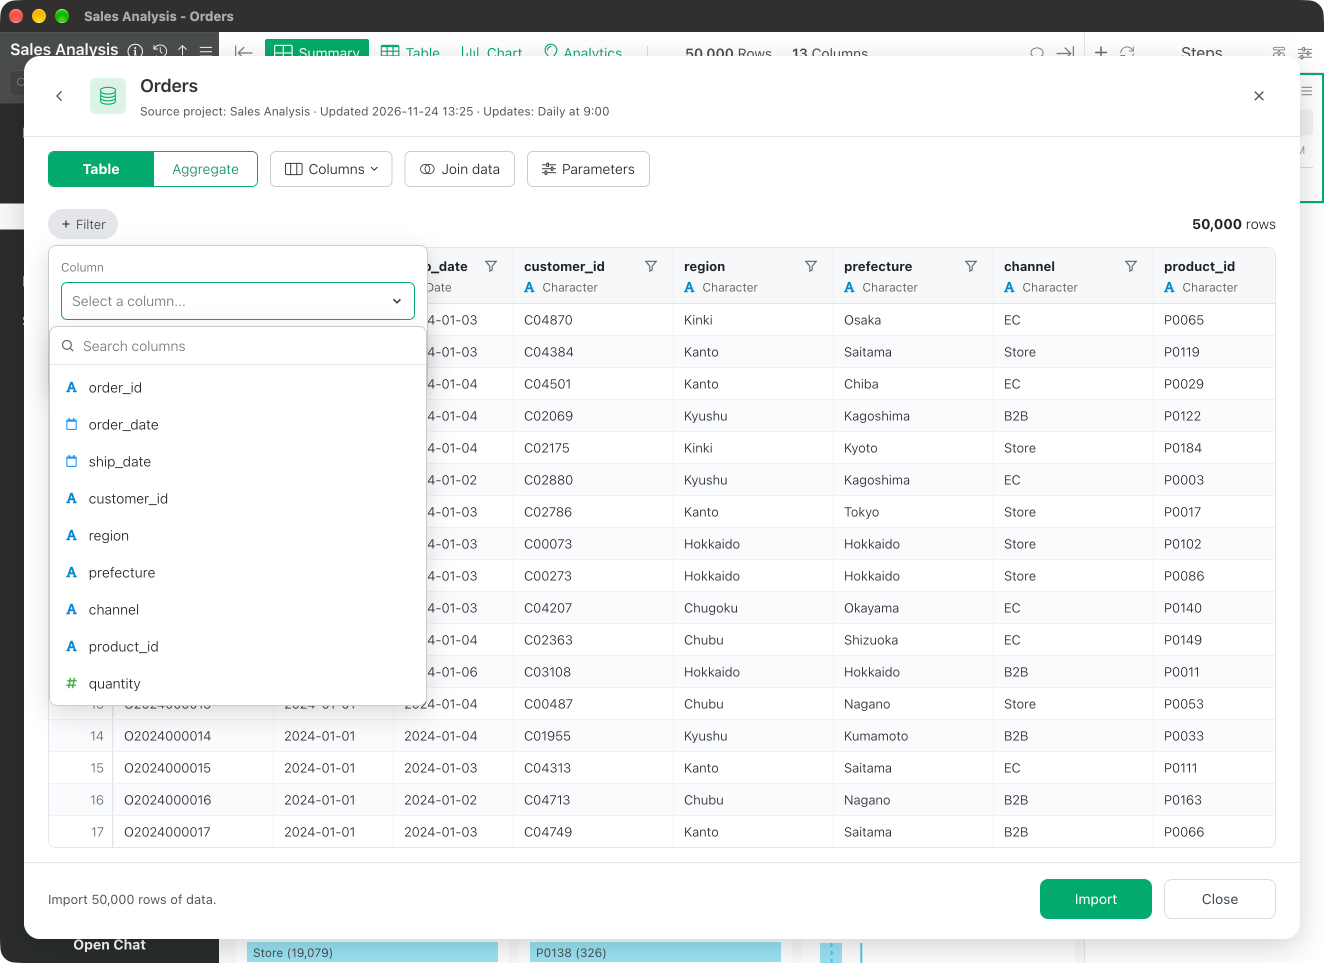 Sales Analysis - Orders
Sales Analysis
Summary Table Chart Analytics 50,000 Rows 13 Columns Steps
Orders
Source project: Sales Analysis · Updated 2026-11-24 13:25 · Updates: Daily at 9:00
Table Aggregate Columns Join data Parameters
+ Filter
50,000 rows
Column
Select a column...
Search columns
A order_id
order_date
ship_date
A customer_id
A region
A prefecture
A channel
A product_id
# quantity
p_date customer_id region prefecture channel product_id
Date A Character A Character A Character A Character A Character
4-01-03 C04870 Kinki Osaka EC P0065
4-01-03 C04384 Kanto Saitama Store P0119
4-01-04 C04501 Kanto Chiba EC P0029
4-01-04 C02069 Kyushu Kagoshima B2B P0122
4-01-04 C02175 Kinki Kyoto Store P0184
4-01-02 C02880 Kyushu Kagoshima EC P0003
4-01-03 C02786 Kanto Tokyo Store P0017
4-01-03 C00073 Hokkaido Hokkaido Store P0102
4-01-03 C00273 Hokkaido Hokkaido Store P0086
4-01-03 C04207 Chugoku Okayama EC P0140
4-01-04 C02363 Chubu Shizuoka EC P0149
4-01-06 C03108 Hokkaido Hokkaido B2B P0011
13 O2024000013 2024-01-01 2024-01-04 C00487 Chubu Nagano Store P0053
14 O2024000014 2024-01-01 2024-01-04 C01955 Kyushu Kumamoto B2B P0033
15 O2024000015 2024-01-01 2024-01-03 C04313 Kanto Saitama EC P0111
16 O2024000016 2024-01-01 2024-01-02 C04713 Chubu Nagano B2B P0163
17 O2024000017 2024-01-01 2024-01-03 C04749 Kanto Saitama B2B P0066
Import 50,000 rows of data.
Import Close
Open Chat
Store (19,079) P0138 (326)